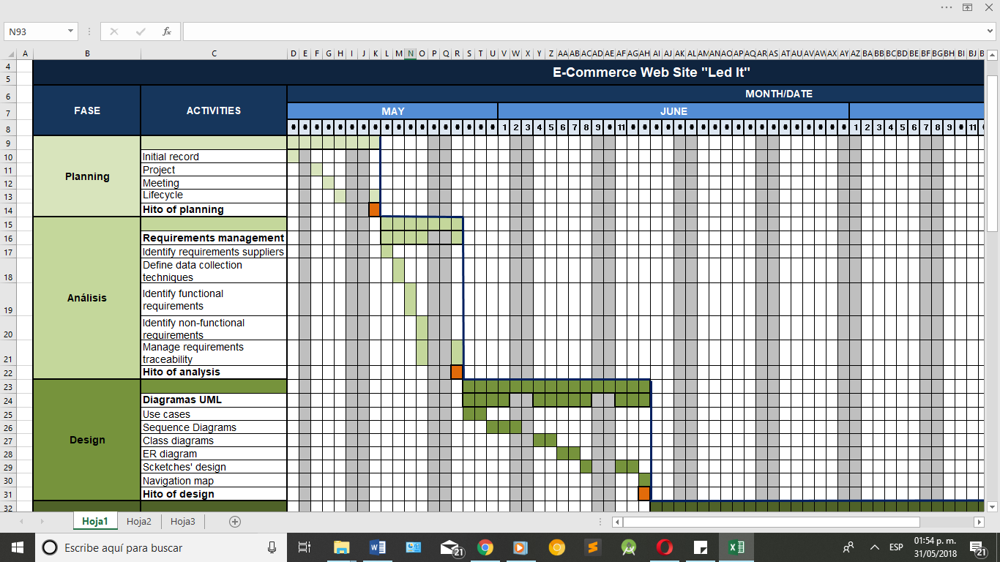 N93
fx
A B C D E F G H I J K L M N O P Q R S T U V W X Y Z AA AB AC AD AE AF AG AH AI AJ AK AL AM AN AO AP AQ AR AS AT AU AV AW AX AY AZ BA BB BC BD BE BF BG BH BI BJ
4
5
E-Commerce Web Site "Led It"
6
FASE
ACTIVITIES
MONTH/DATE
7
MAY
JUNE
8
# # # # # # # # # # # # # # # # # # 1 2 3 4 5 6 7 8 9 # 11 # # # # # # # # # # # # # # # # # # # 1 2 3 4 5 6 7 8 9 # 11
9
Planning
10 Initial record
11 Project
12 Meeting
13 Lifecycle
14 Hito of planning
15
Análisis
16 Requirements management
17 Identify requirements suppliers
Define data collection
18 techniques
Identify functional
19 requirements
Identify non-functional
20 requirements
Manage requirements
21 traceability
22 Hito of analysis
23
Design
24 Diagramas UML
25 Use cases
26 Sequence Diagrams
27 Class diagrams
28 ER diagram
29 Scketches' design
30 Navigation map
31 Hito of design
32
Hoja1 Hoja2 Hoja3
Escribe aquí para buscar
21
ESP
01:54 p. m.
31/05/2018
21